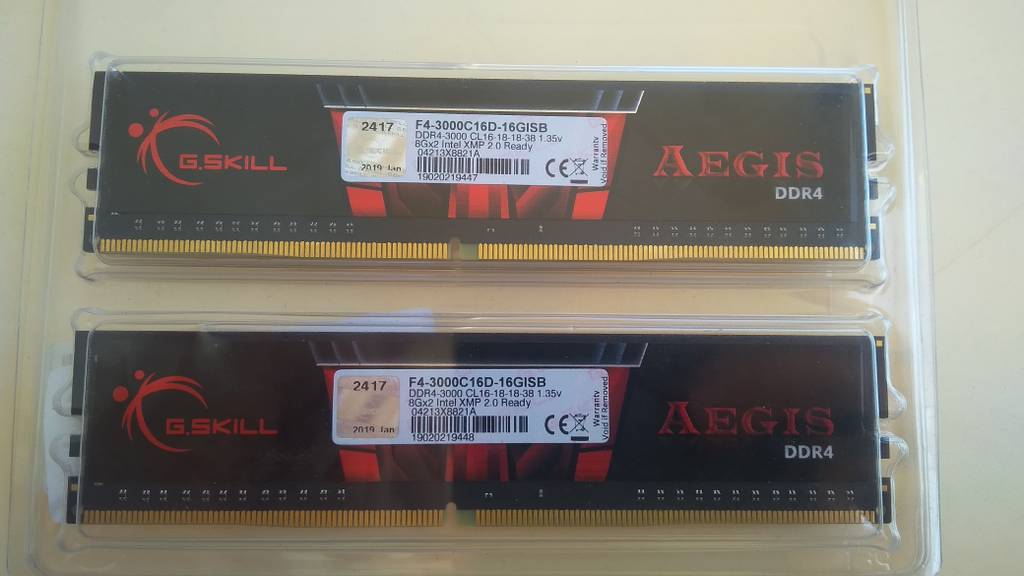 G.SKILL
2417
2019 Jan
F4-3000C16D-16GISB
DDR4-3000 CL16-18-18-38 1.35v
8Gx2 Intel XMP 2.0 Ready
04213X8821A
19020219447
CE
Warranty
Void If Removed
AEGIS
DDR4
G.SKILL
2417
2019 Jan
F4-3000C16D-16GISB
DDR4-3000 CL16-18-18-38 1.35v
8Gx2 Intel XMP 2.0 Ready
04213X8821A
19020219448
CE
Warranty
Void If Removed
AEGIS
DDR4